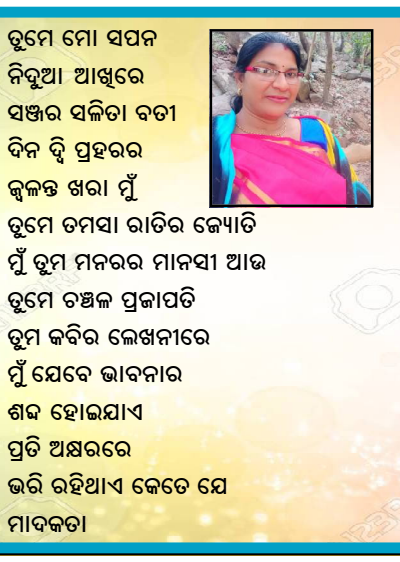 ତୁମେ ମୋ ସପନ
ନିଦୁଆ ଆଖିରେ
ସଞ୍ଜର ସଳିତା ବତୀ
ଦିନ ଦ୍ୱି ପ୍ରହରର
ଜ୍ୱଳନ୍ତ ଖରା ମୁଁ
ତୁମେ ତମସା ରାତିର ଜ୍ୟୋତି
ମୁଁ ତୁମ ମନରର ମାନସୀ ଆଉ
ତୁମେ ଚଞ୍ଚଳ ପ୍ରଜାପତି
ତୁମ କବିର ଲେଖନୀରେ
ମୁଁ ଯେବେ ଭାବନାର
ଶବ୍ଦ ହୋଇଯାଏ
ପ୍ରତି ଅକ୍ଷରରେ
ଭରି ରହିଥାଏ କେତେ ଯେ
ମାଦକତା